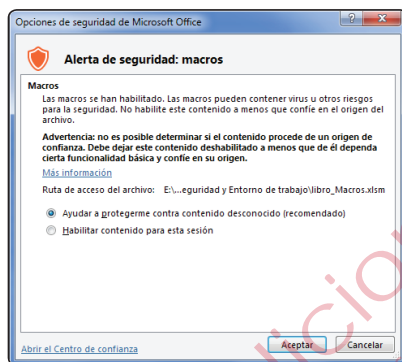 Opciones de seguridad de Microsoft Office
Alerta de seguridad: macros
Macros
Las macros se han habilitado. Las macros pueden contener virus u otros riesgos
para la seguridad. No habilite este contenido a menos que confíe en el origen del
archivo.
Advertencia: no es posible determinar si el contenido procede de un origen de
confianza. Debe dejar este contenido deshabilitado a menos que de él dependa
cierta funcionalidad básica y confíe en su origen.
Más información
Ruta de acceso del archivo: E:\...eguridad y Entorno de trabajo\libro_Macros.xlsm
Ayudar a protegerme contra contenido desconocido (recomendado)
Habilitar contenido para esta sesión
Abrir el Centro de confianza
Aceptar
Cancelar